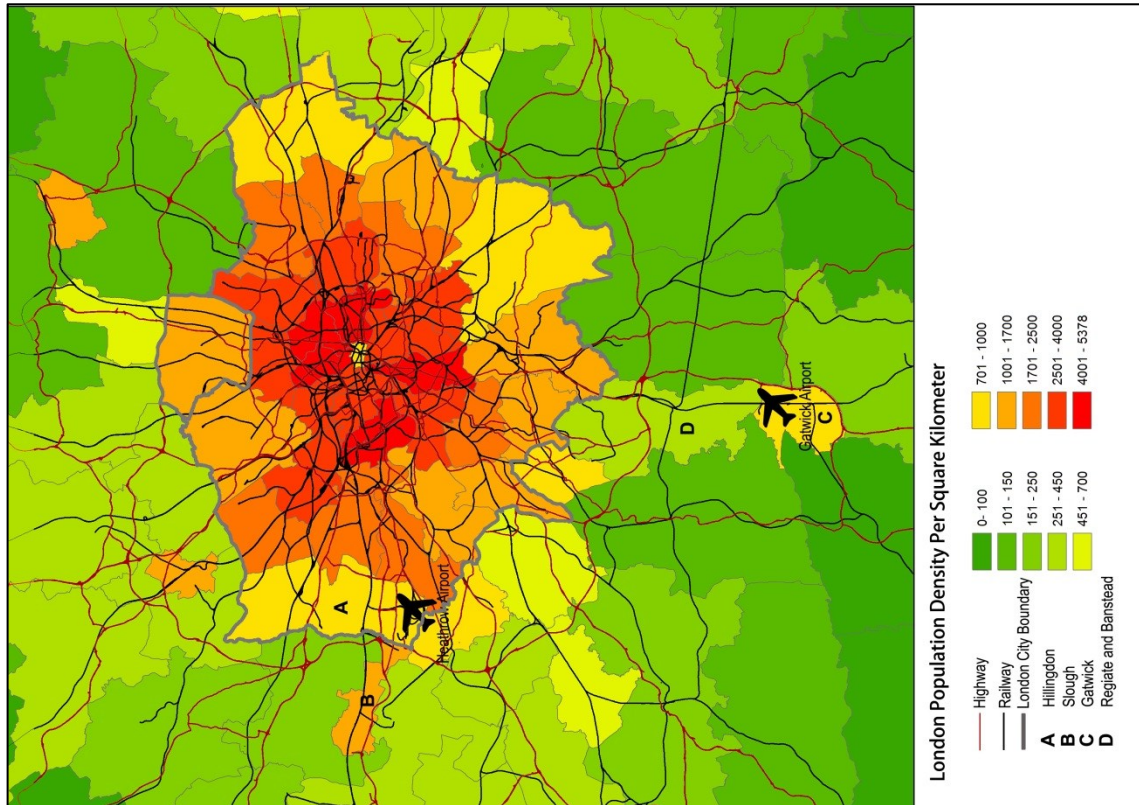 A
Heathrow Airport
B
D
Gatwick Airport
C
London Population Density Per Square Kilometer
Highway
Railway
London City Boundary
A Hillingdon
B Slough
C Gatwick
D Regiate and Banstead
0- 100
101 - 150
151 - 250
251 - 450
451 - 700
701 - 1000
1001 - 1700
1701 - 2500
2501 - 4000
4001 - 5378